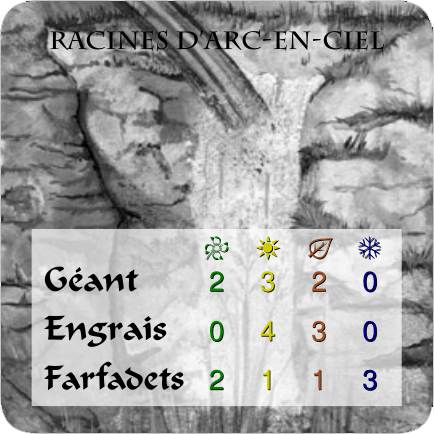 RACINES D'ARC-EN-CIEL
Géant 2 3 2 0
Engrais 0 4 3 0
Farfadets 2 1 1 3